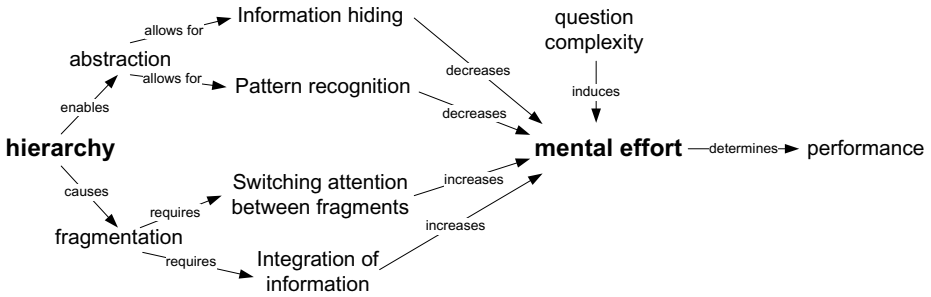 Information hiding
question
complexity
allows for
abstraction
allows for
decreases
Pattern recognition
enables
decreases
induces
hierarchy
mental effort
determines
performance
causes
Switching attention
between fragments
increases
requires
fragmentation
increases
requires
Integration of
information